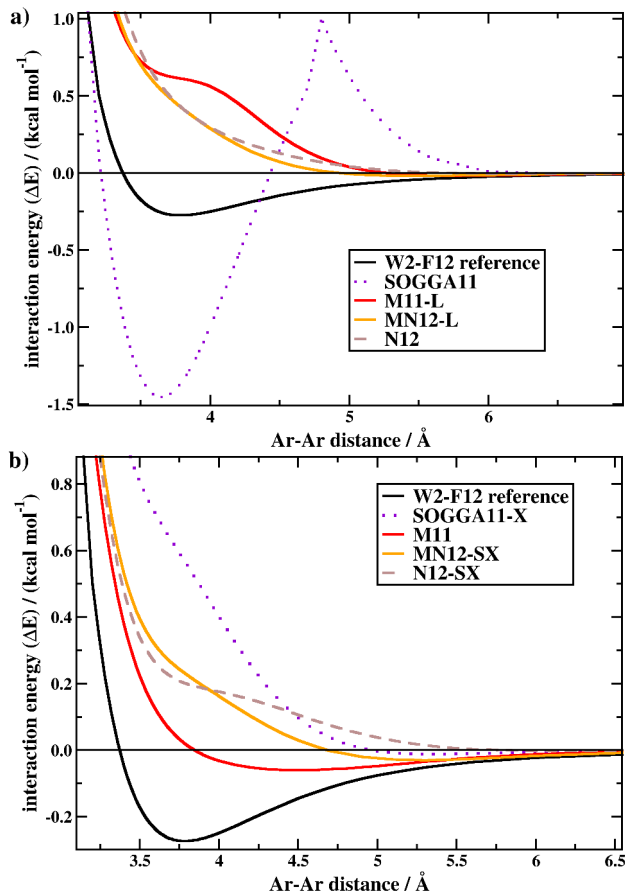 a)
interaction energy (ΔE) / (kcal mol-1)
1.0
0.5
0.0
-0.5
-1.0
-1.5
W2-F12 reference
SOGGA11
M11-L
MN12-L
N12
4
5
6
Ar-Ar distance / Å
b)
interaction energy (ΔE) / (kcal mol-1)
0.8
0.6
0.4
0.2
0.0
-0.2
W2-F12 reference
SOGGA11-X
M11
MN12-SX
N12-SX
3.5
4
4.5
5
5.5
6
6.5
Ar-Ar distance / Å